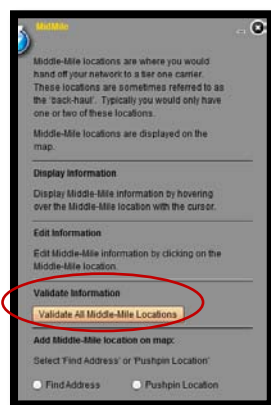 MidMile
Middle-Mile locations are where you would
hand off your network to a tier one carrier.
These locations are sometimes referred to as
the 'back-haul'. Typically you would only have
one or two of these locations.
Middle-Mile locations are displayed on the
map.
Display Information
Display Middle-Mile information by hovering
over the Middle-Mile location with the cursor.
Edit Information
Edit Middle-Mile information by clicking on the
Middle-Mile location.
Validate Information
Validate All Middle-Mile Locations
Add Middle-Mile location on map:
Select 'Find Address' or 'Pushpin Location'
Find Address
Pushpin Location